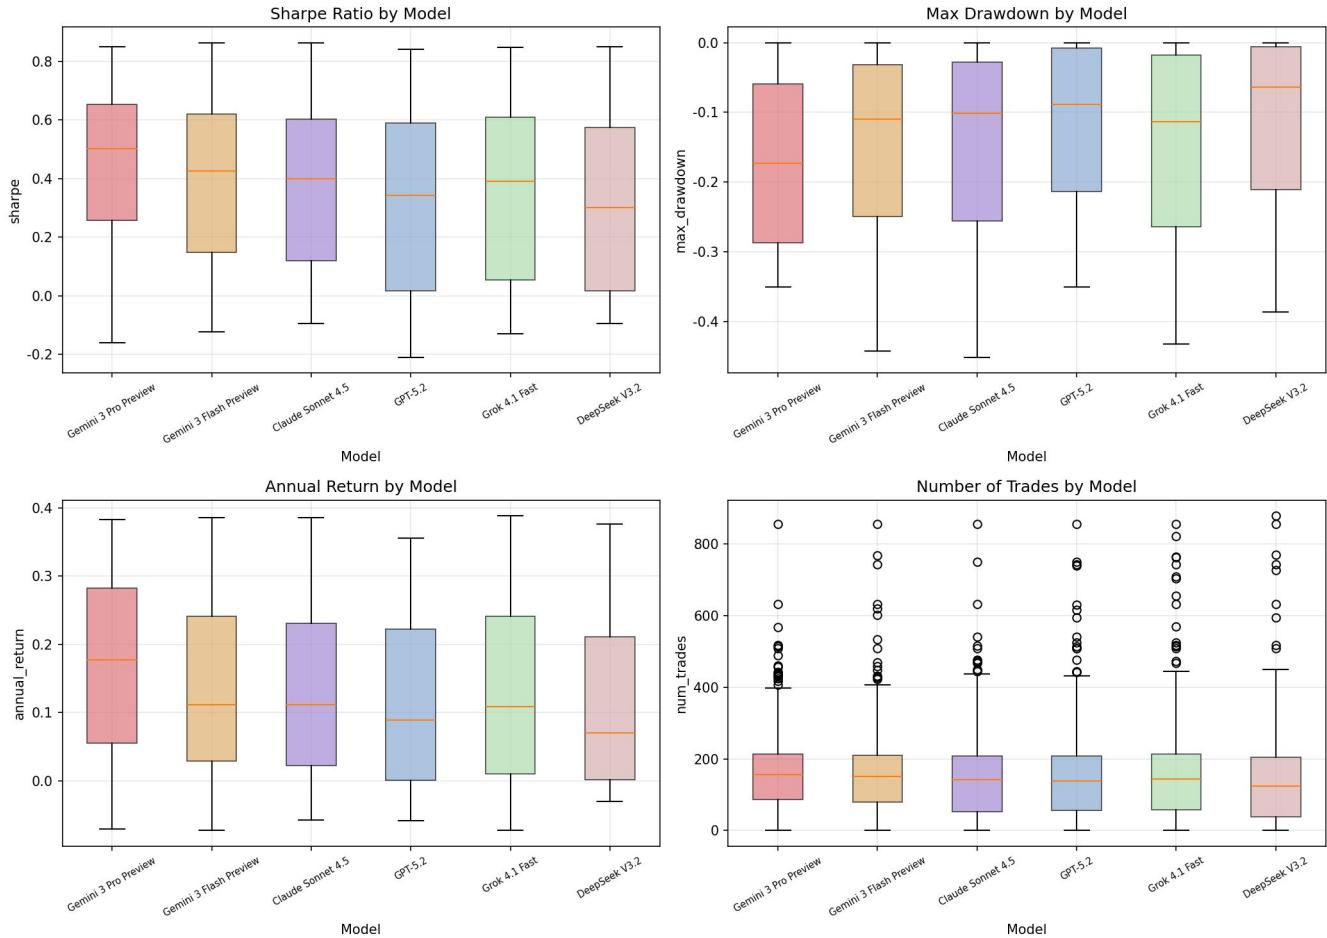 Sharpe Ratio by Model
sharpe
0.8
0.6
0.4
0.2
0.0
-0.2
Gemini 3 Pro Preview
Gemini 3 Flash Preview
Claude Sonnet 4.5
GPT-5.2
Grok 4.1 Fast
DeepSeek V3.2
Model
Max Drawdown by Model
max_drawdown
0.0
-0.1
-0.2
-0.3
-0.4
Gemini 3 Pro Preview
Gemini 3 Flash Preview
Claude Sonnet 4.5
GPT-5.2
Grok 4.1 Fast
DeepSeek V3.2
Model
Annual Return by Model
annual_return
0.4
0.3
0.2
0.1
0.0
Gemini 3 Pro Preview
Gemini 3 Flash Preview
Claude Sonnet 4.5
GPT-5.2
Grok 4.1 Fast
DeepSeek V3.2
Model
Number of Trades by Model
num_trades
800
600
400
200
0
Gemini 3 Pro Preview
Gemini 3 Flash Preview
Claude Sonnet 4.5
GPT-5.2
Grok 4.1 Fast
DeepSeek V3.2
Model